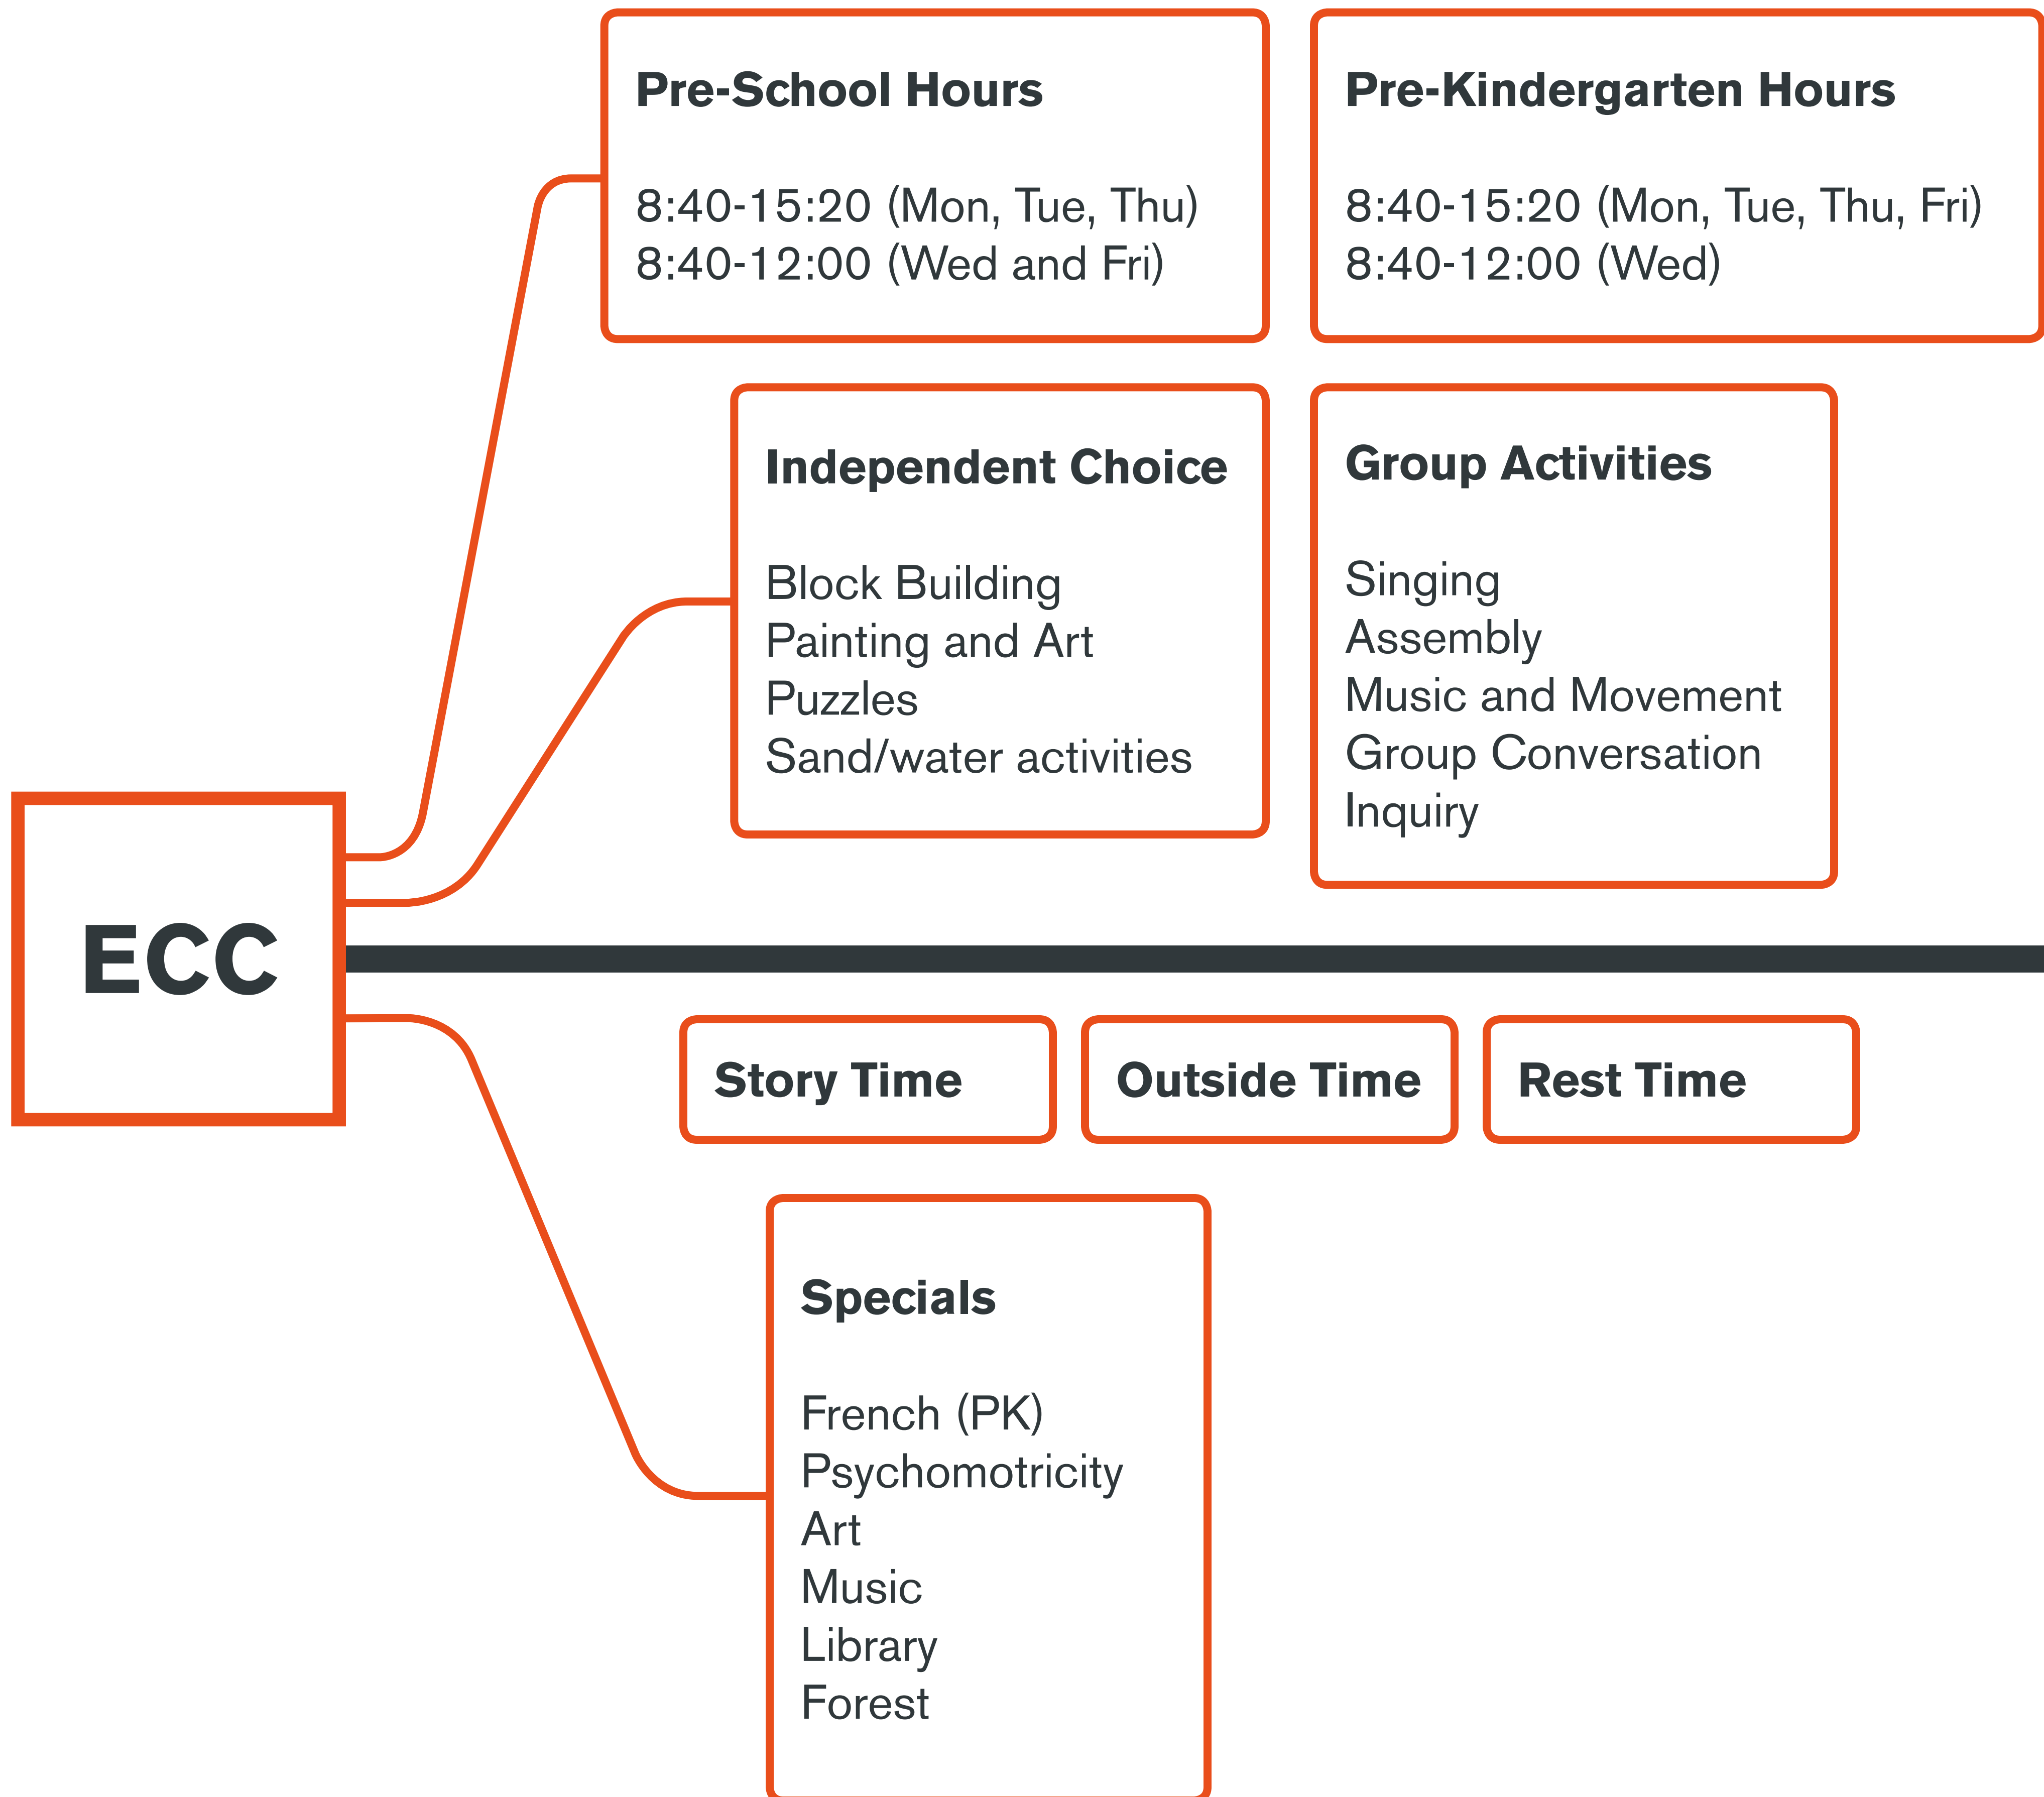 Pre-School Hours
8:40-15:20 (Mon, Tue, Thu)
8:40-12:00 (Wed and Fri)
Pre-Kindergarten Hours
8:40-15:20 (Mon, Tue, Thu, Fri)
8:40-12:00 (Wed)
Independent Choice
Block Building
Painting and Art
Puzzles
Sand/water activities
Group Activities
Singing
Assembly
Music and Movement
Group Conversation
Inquiry
ECC
Story Time
Outside Time
Rest Time
Specials
French (PK)
Psychomotricity
Art
Music
Library
Forest